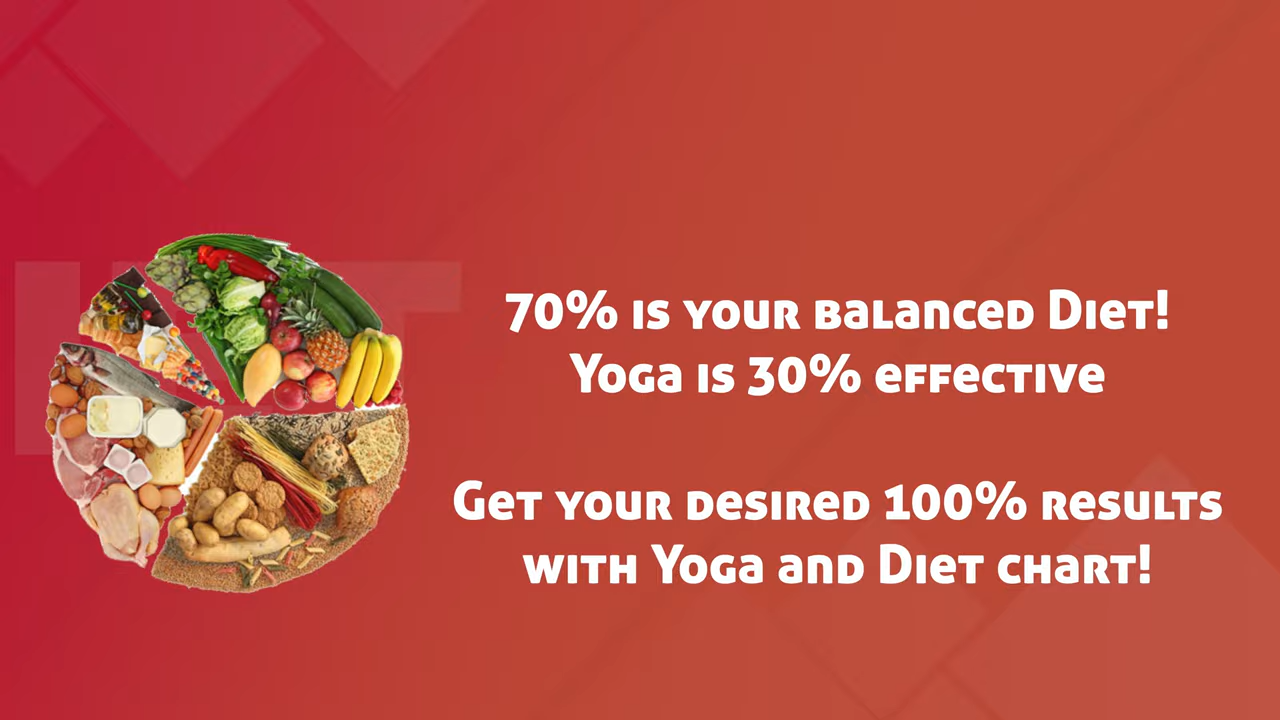 70% is your balanced Diet!
Yoga is 30% effective
Get your desired 100% results
with Yoga and Diet chart!